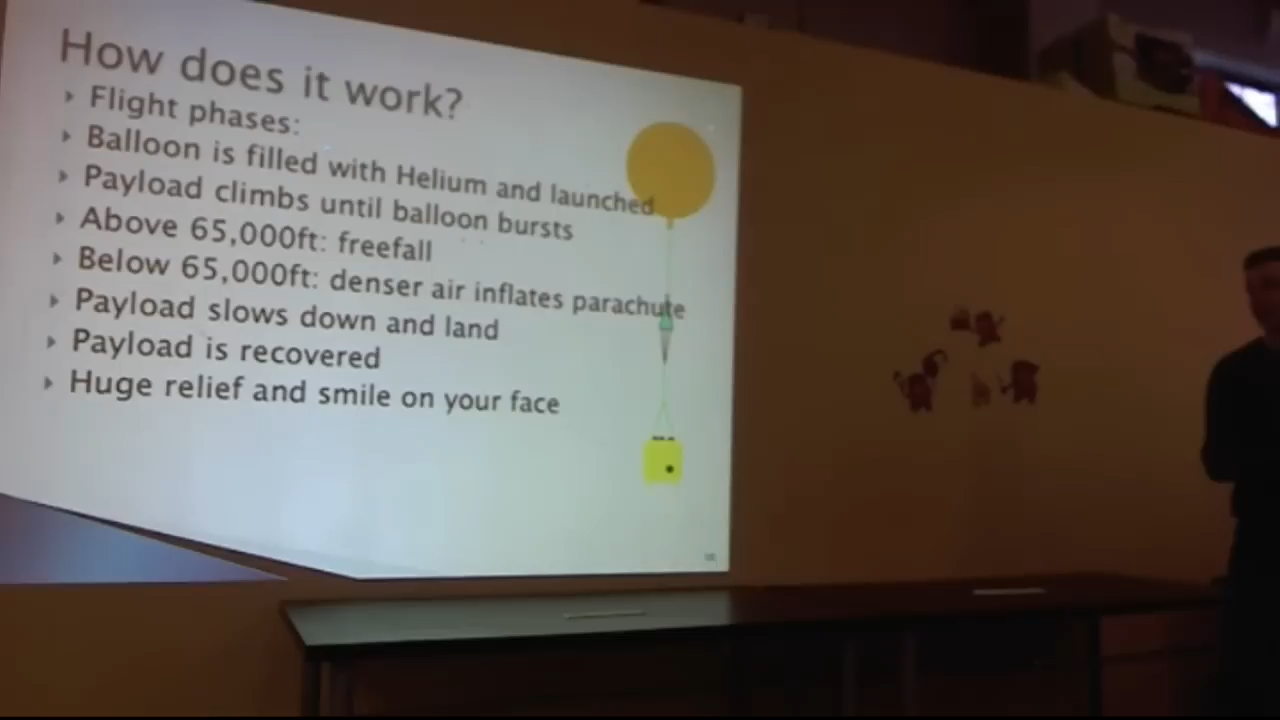 How does it work?
Flight phases:
Balloon is filled with Helium and launched
Payload climbs until balloon bursts
Above 65,000ft: freefall
Below 65,000ft: denser air inflates parachute
Payload slows down and land
Payload is recovered
Huge relief and smile on your face